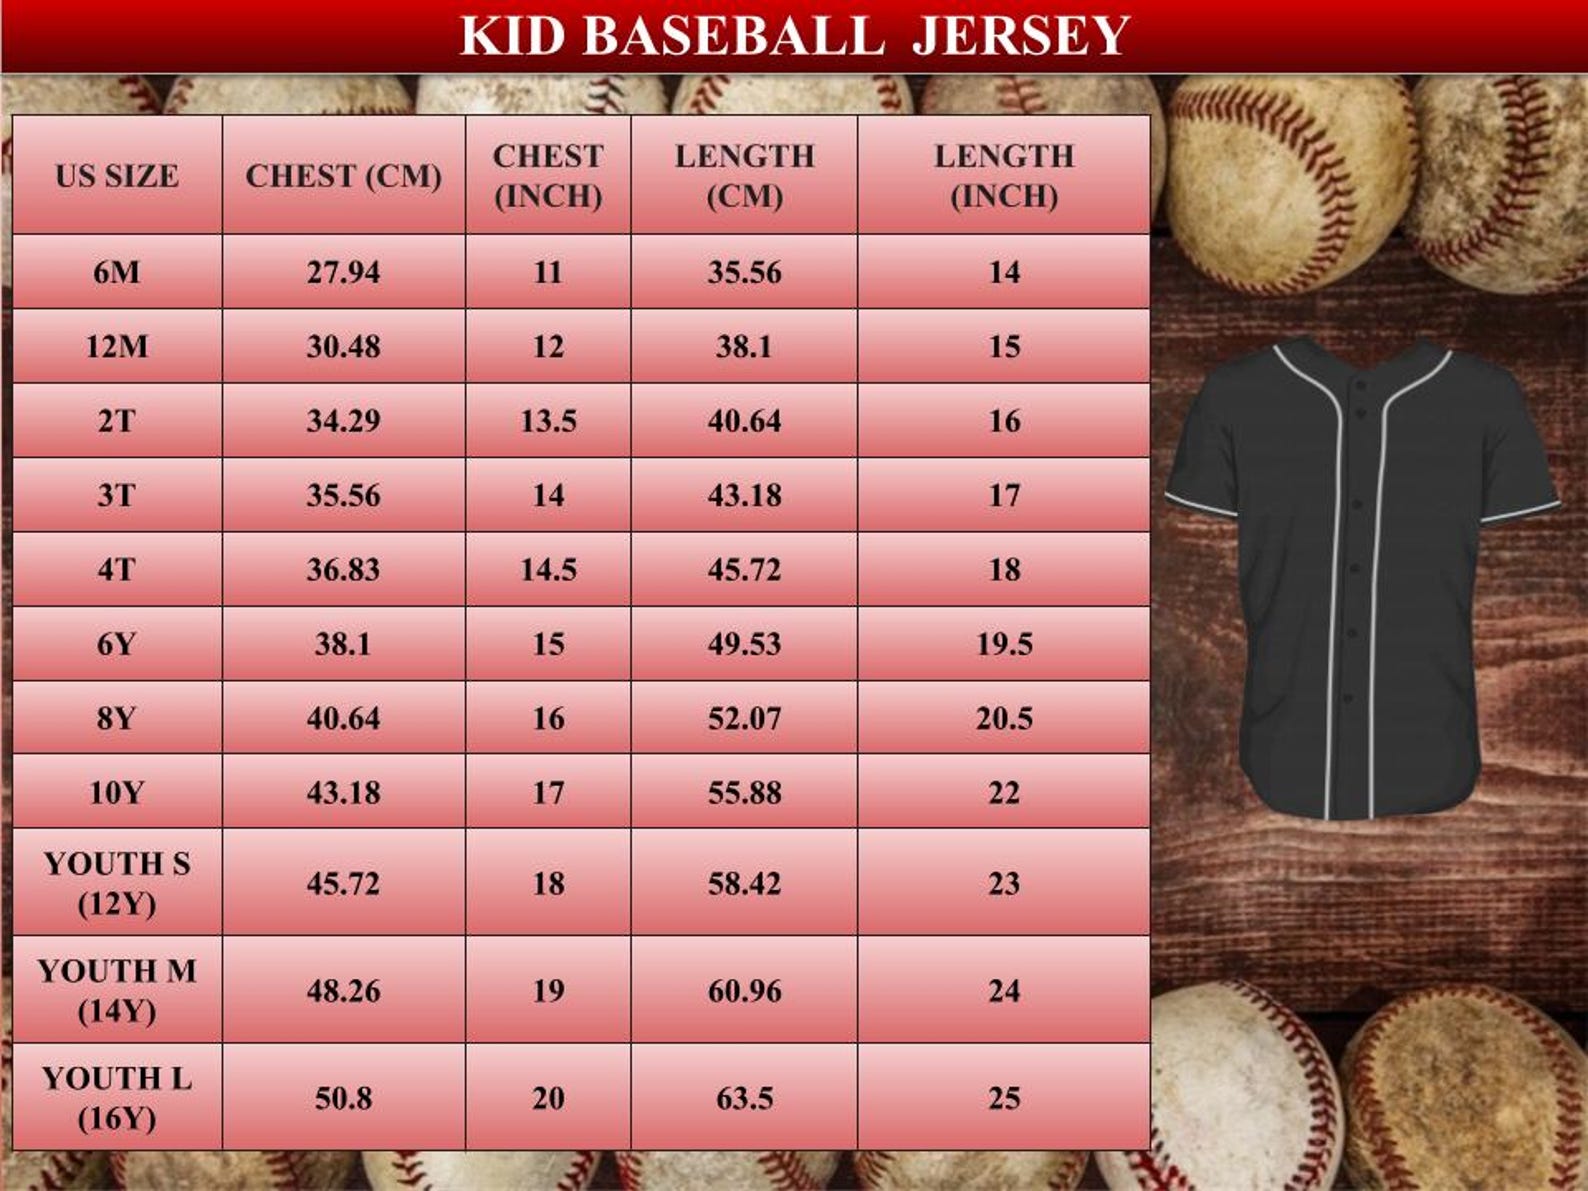 KID BASEBALL JERSEY
US SIZE CHEST (CM) CHEST (INCH) LENGTH (CM) LENGTH (INCH)
6M 27.94 11 35.56 14
12M 30.48 12 38.1 15
2T 34.29 13.5 40.64 16
3T 35.56 14 43.18 17
4T 36.83 14.5 45.72 18
6Y 38.1 15 49.53 19.5
8Y 40.64 16 52.07 20.5
10Y 43.18 17 55.88 22
YOUTH S (12Y) 45.72 18 58.42 23
YOUTH M (14Y) 48.26 19 60.96 24
YOUTH L (16Y) 50.8 20 63.5 25